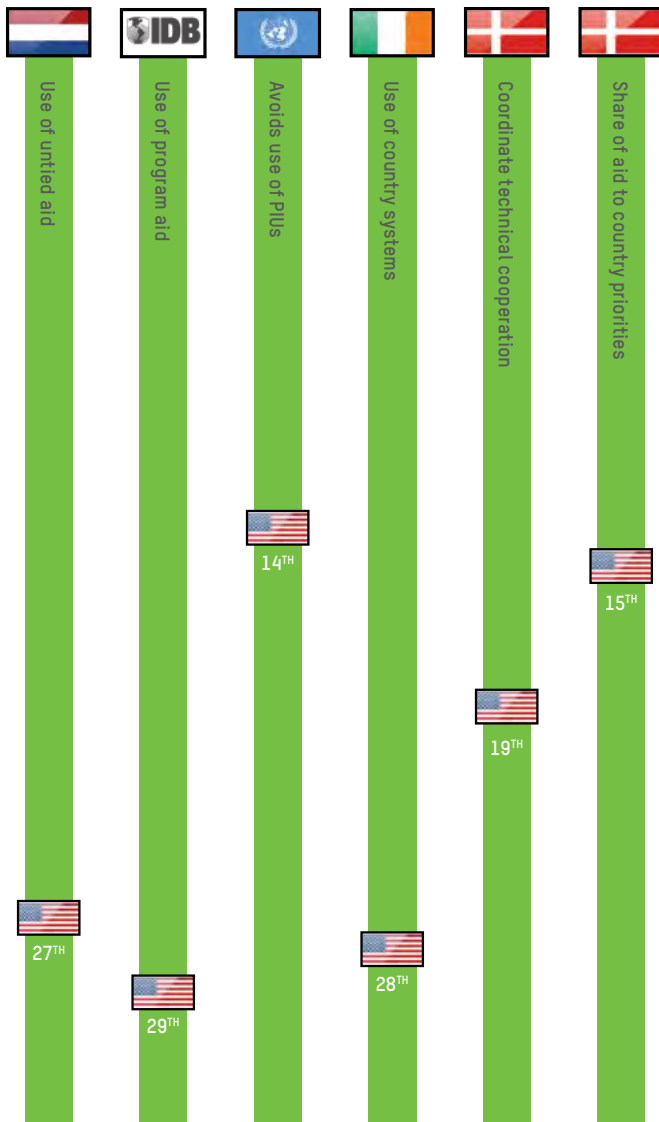 IDB
Use of untied aid
Use of program aid
Avoids use of PIUs
Use of country systems
Coordinate technical cooperation
Share of aid to country priorities
14TH
15TH
19TH
27TH
28TH
29TH